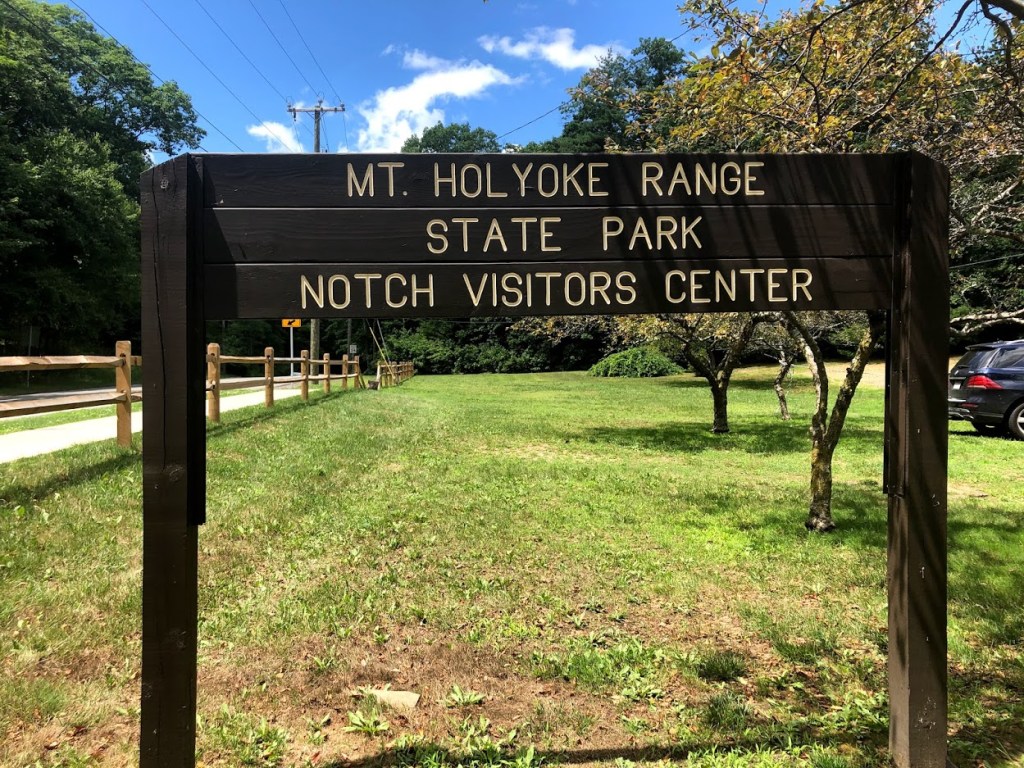 MT. HOLYOKE RANGE
STATE PARK
NOTCH VISITORS CENTER